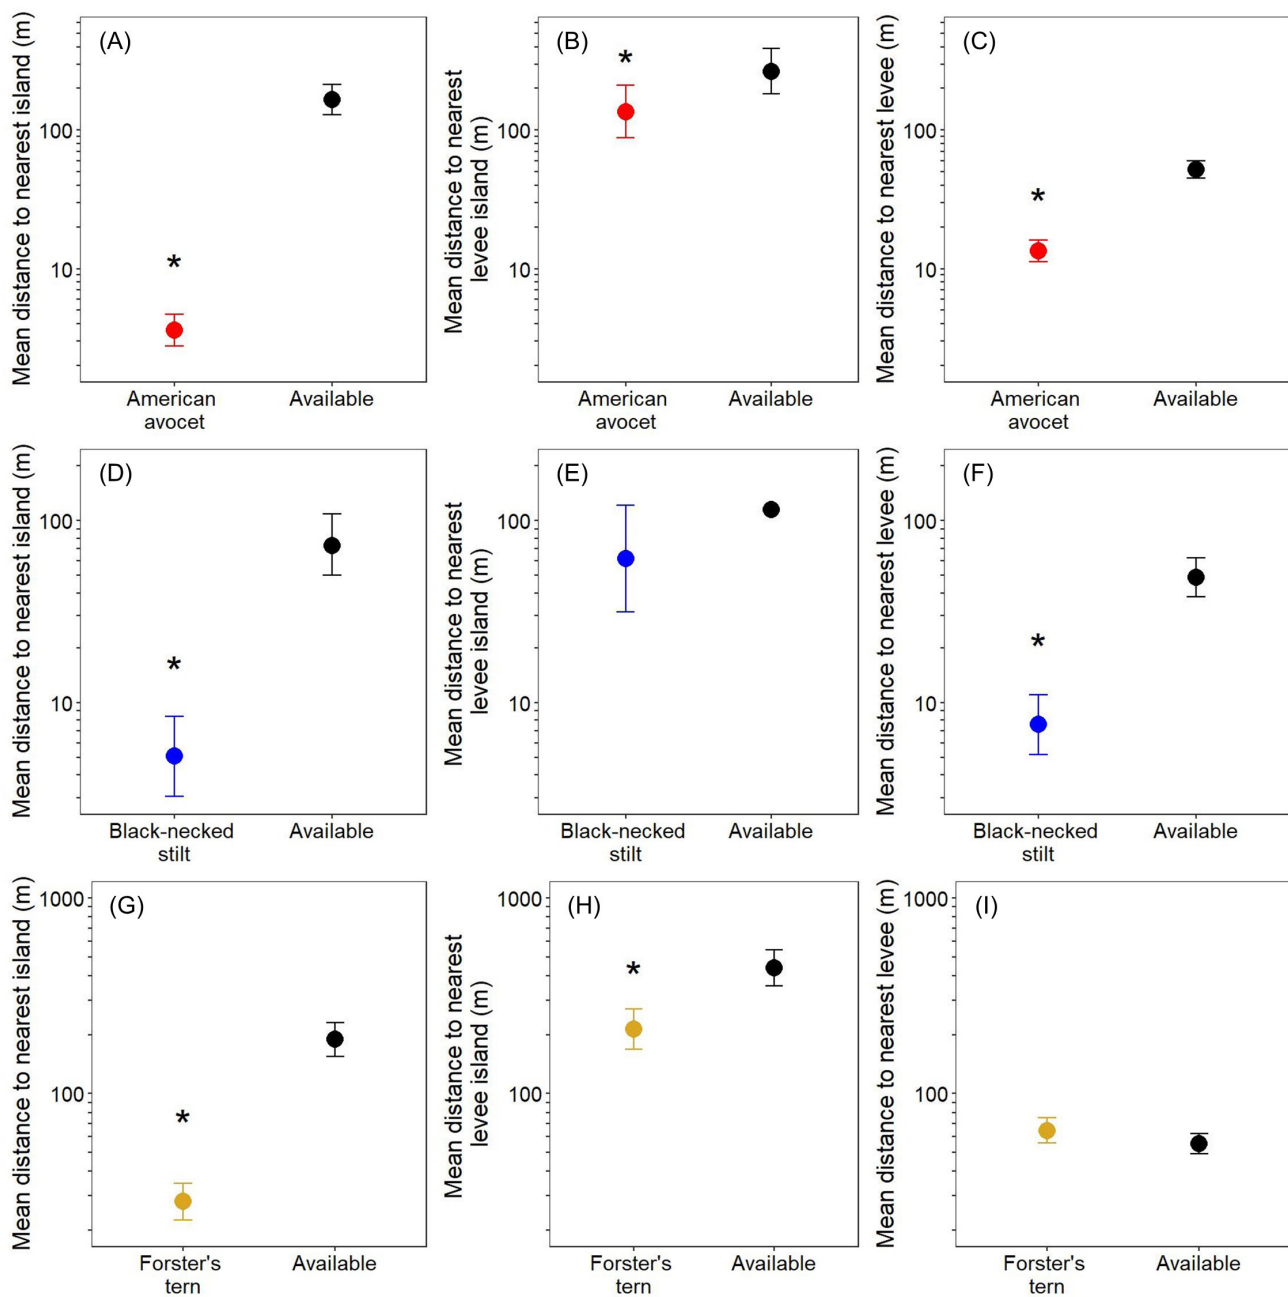 (A)
Mean distance to nearest island (m)
100
10
*
American
avocet
Available
(B)
Mean distance to nearest
levee island (m)
100
10
*
American
avocet
Available
(C)
Mean distance to nearest levee (m)
100
10
*
American
avocet
Available
(D)
Mean distance to nearest island (m)
100
10
*
Black-necked
stilt
Available
(E)
Mean distance to nearest
levee island (m)
100
10
Black-necked
stilt
Available
(F)
Mean distance to nearest levee (m)
100
10
*
Black-necked
stilt
Available
(G)
Mean distance to nearest island (m)
1000
100
*
Forster's
tern
Available
(H)
Mean distance to nearest
levee island (m)
1000
100
*
Forster's
tern
Available
(I)
Mean distance to nearest levee (m)
1000
100
Forster's
tern
Available